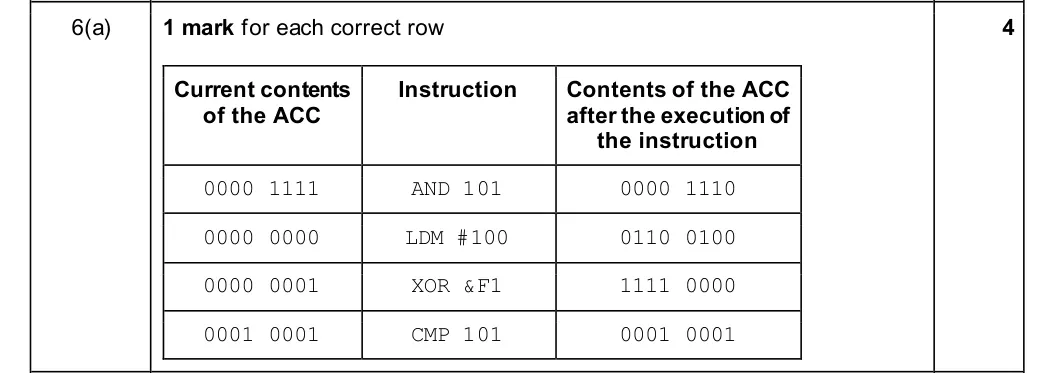 6(a) 1 mark for each correct row 4
Current contents Instruction Contents of the ACC
of the ACC after the execution of
the instruction
0000 1111 AND 101 0000 1110
0000 0000 LDM #100 0110 0100
0000 0001 XOR &F1 1111 0000
0001 0001 CMP 101 0001 0001